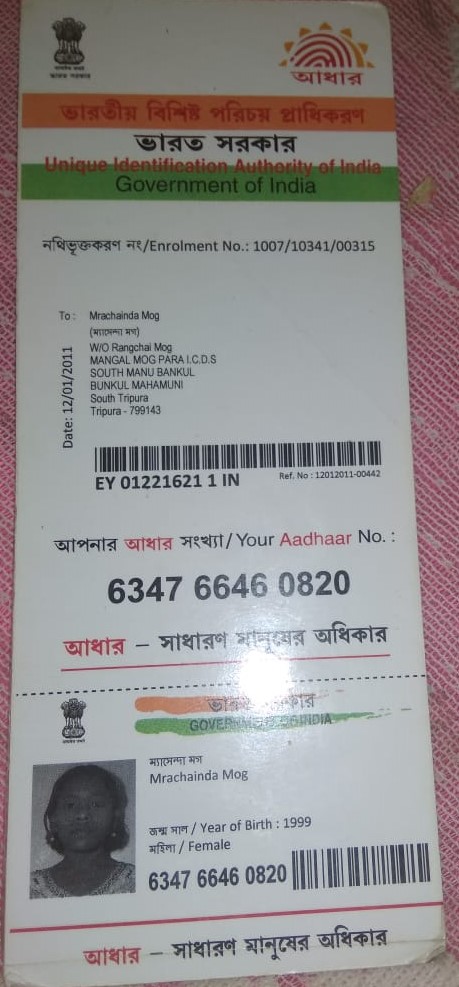 ভারত সরকার
আধার
ভারতীয় বিশিষ্ট পরিচয় প্রাধিকরণ
ভারত সরকার
Unique Identification Authority of India
Government of India
নথিভূক্তকরণ নং/Enrolment No.: 1007/10341/00315
To : Mrachainda Mog
W/O Rangchai Mog
MANGAL MOG PARA I.C.D.S
SOUTH MANU BANKUL
BUNKUL MAHAMUNI
South Tripura
Tripura - 799143
Date: 12/01/2011
EY 01221621 1 IN
Ref. No : 12012011-00442
আপনার আধার সংখ্যা/Your Aadhaar No. :
6347 6646 0820
আধার – সাধারণ মানুষের অধিকার
ভারত সরকার
GOVERNMENT OF INDIA
Mrachainda Mog
জন্ম সাল / Year of Birth : 1999
মহিলা / Female
6347 6646 0820
আধার – সাধারণ মানুষের অধিকার